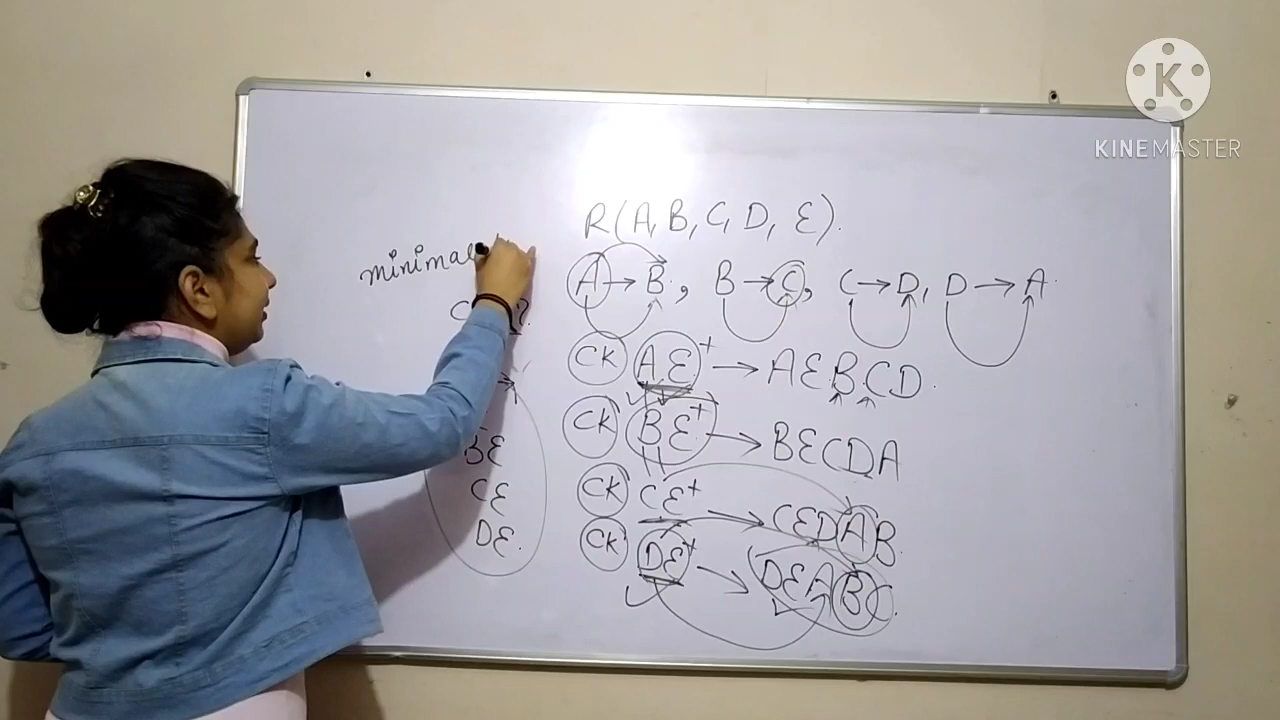 KINEMASTER
R(A, B, C, D, E).
minimal
A → B, B → C, C → D, D → A.
?
CK AE+ → AEBCD.
CK BE+ → BECDA
BE
CE
CK CE+ → CEDAB.
DE.
CK DE+ → DEABC.